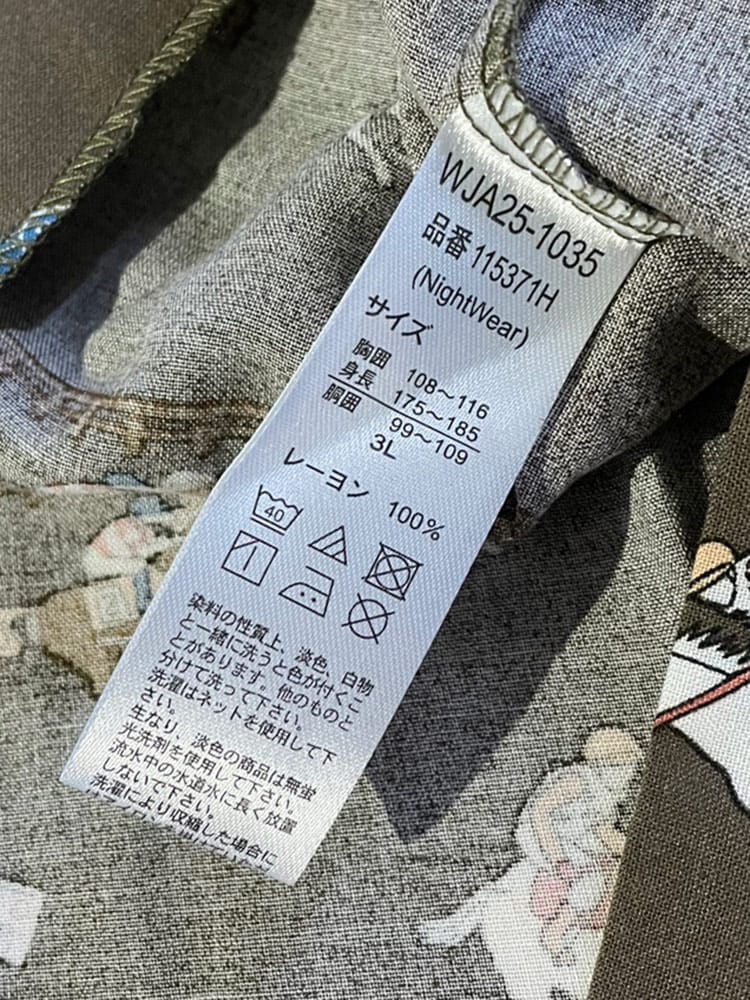 WJA25-1035
品番 115371H
(NightWear)
サイズ
胸囲 108～116
身長 175～185
胴囲 99～109
3L
レーヨン 100%
40
染料の性質上、淡色、白物
と一緒に洗うと色が付くこ
とがあります。他のものと
分けて洗って下さい。
洗濯はネットを使用して下
さい。
生なり、淡色の商品は無蛍
光洗剤を使用して下さい。
流水中の水道水に長く放置
しないで下さい。
洗濯により収縮した場合に